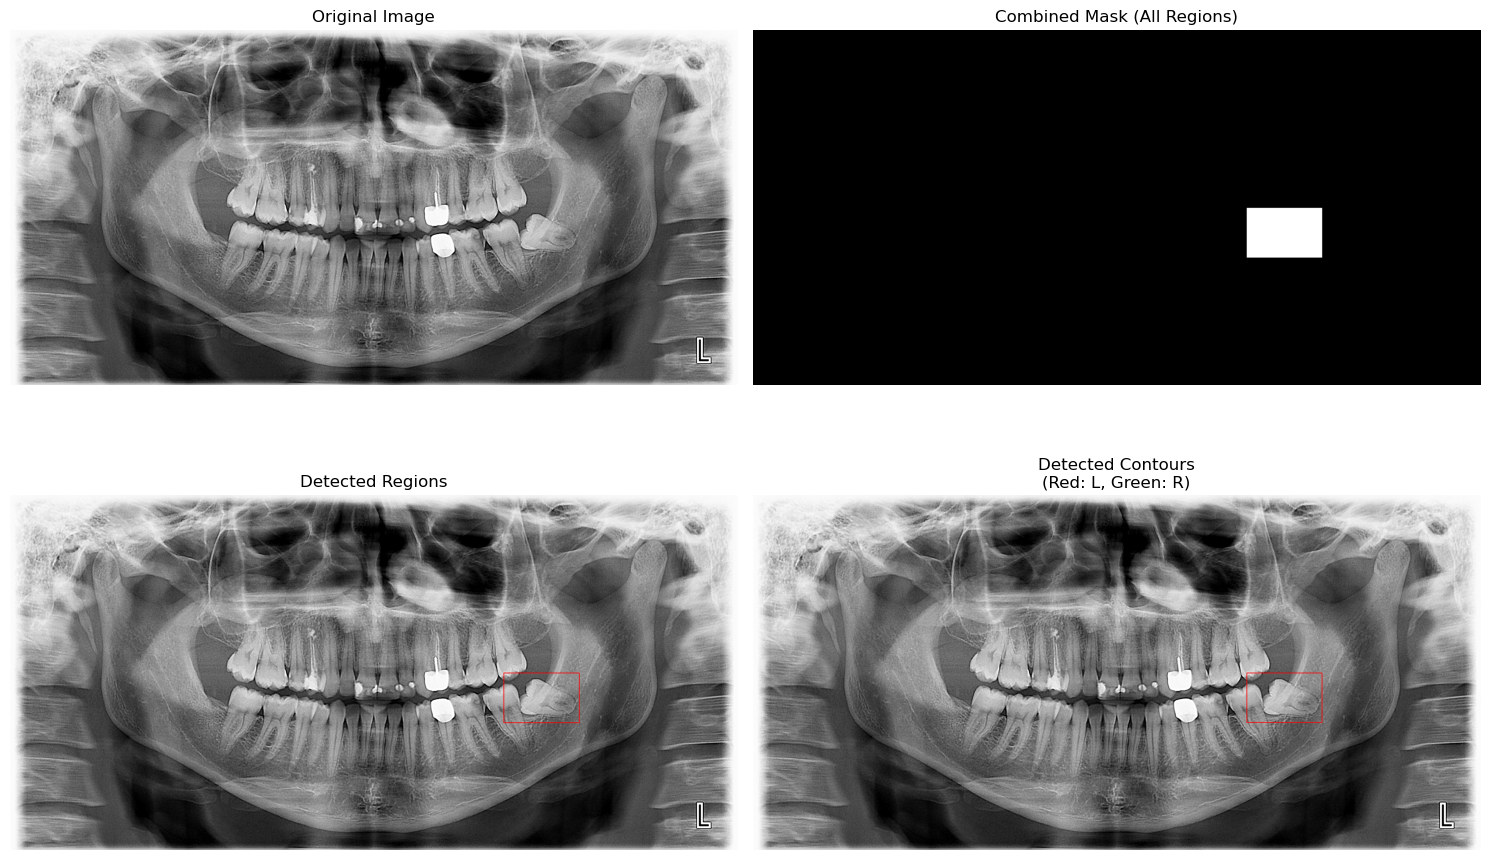 Original Image
Combined Mask (All Regions)
L
Detected Regions
Detected Contours
(Red: L, Green: R)
L
L